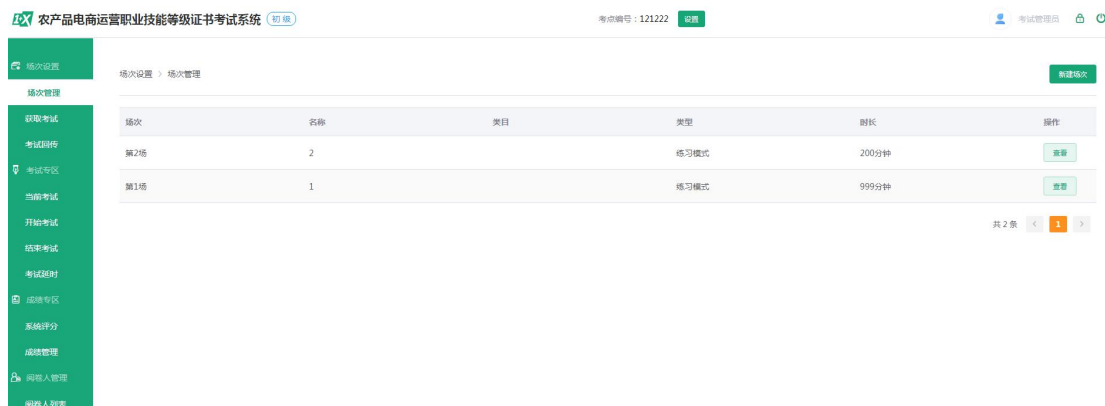 农产品电商运营职业技能等级证书考试系统 初级 考点编号：121222 设置 考试管理员
场次设置
场次管理
获取考试
考试回传
考试专区
当前考试
开始考试
结束考试
考试延时
成绩专区
系统评分
成绩管理
阅卷人管理
阅卷人列表
场次设置 > 场次管理 新建场次
场次 名称 类目 类型 时长 操作
第2场 2 练习模式 200分钟 查看
第1场 1 练习模式 999分钟 查看
共 2 条 < 1 >